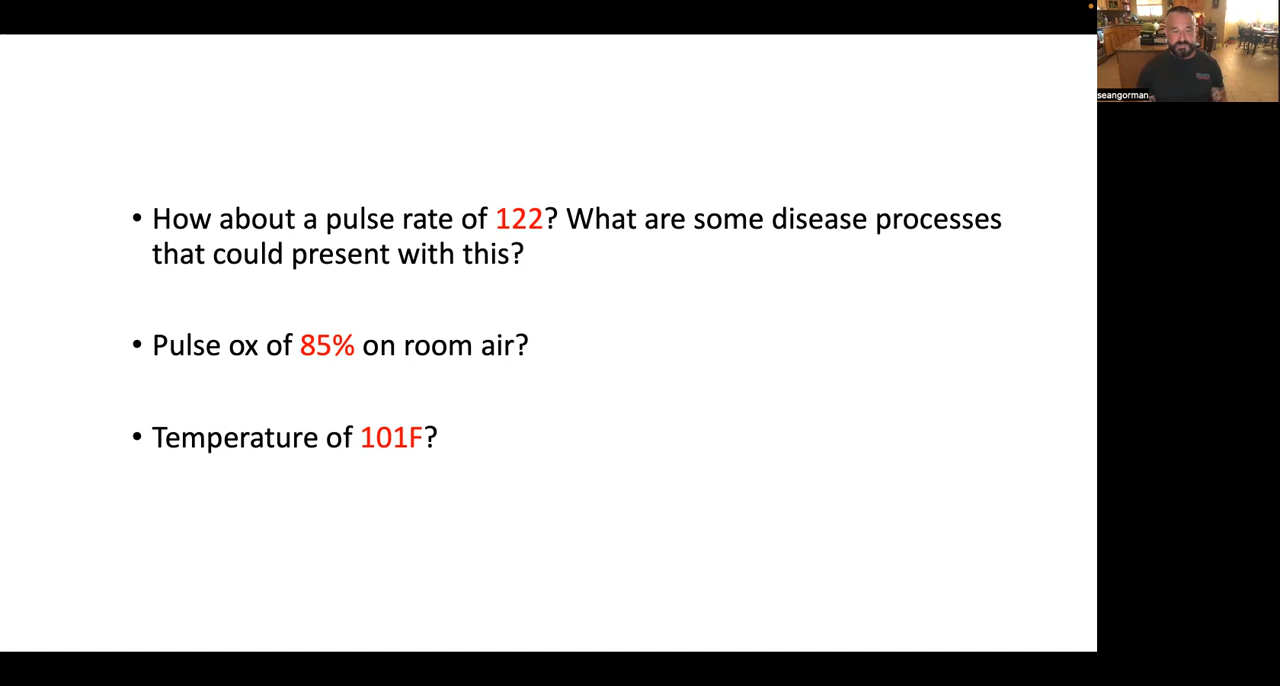 seangorman
• How about a pulse rate of 122? What are some disease processes
that could present with this?
• Pulse ox of 85% on room air?
• Temperature of 101F?